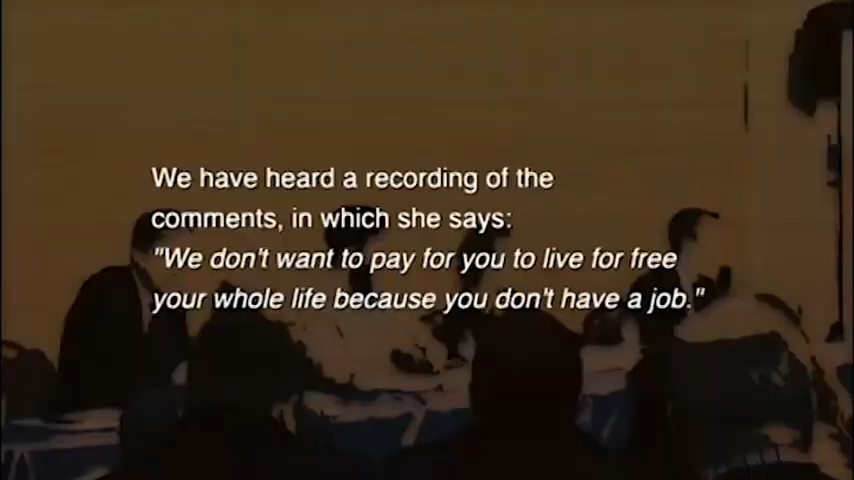 We have heard a recording of the
comments, in which she says:
"We don't want to pay for you to live for free
your whole life because you don't have a job."